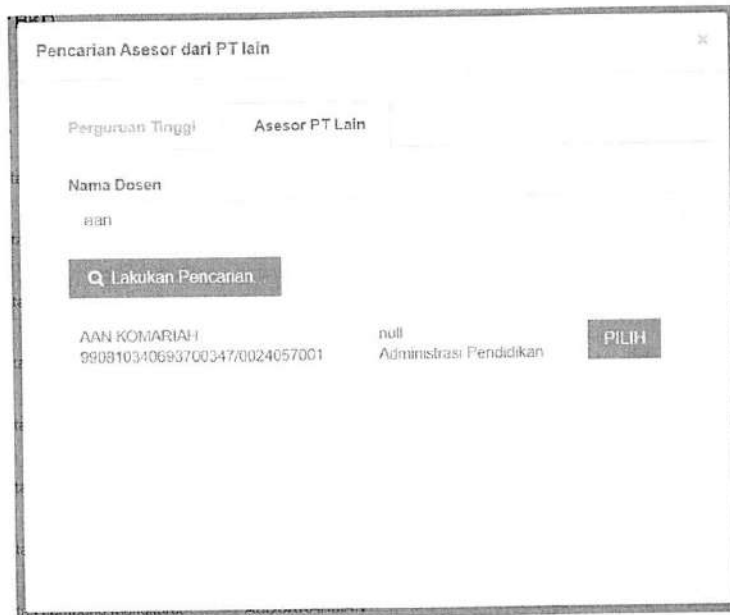 Pencarian Asesor dari PT lain
×
Perguruan Tinggi Asesor PT Lain
Nama Dosen
aan
Lakukan Pencarian...
AAN KOMARIAH null PILIH
990810340693700347/0024057001 Administrasi Pendidikan